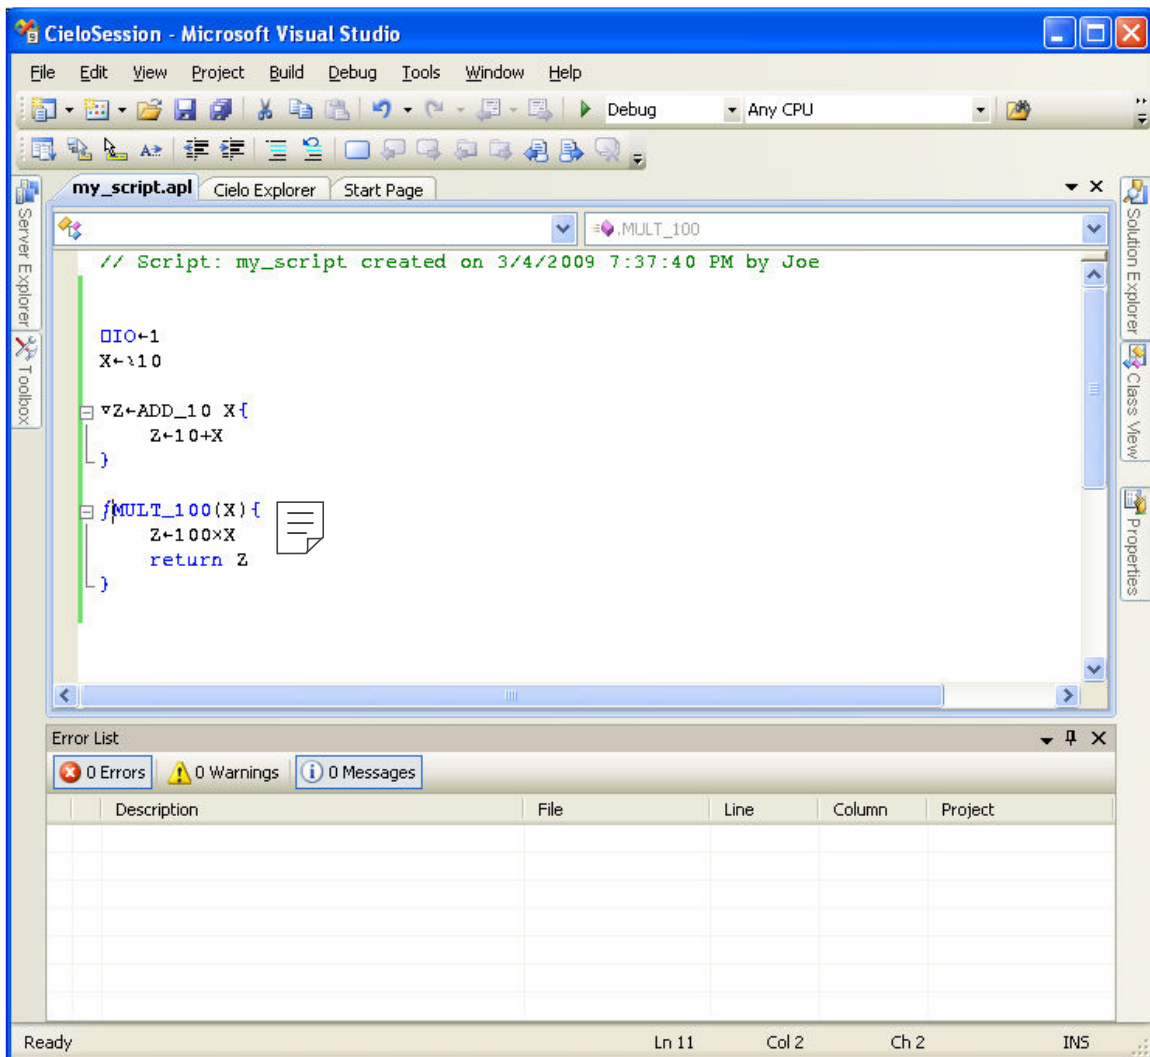 CieloSession - Microsoft Visual Studio
File Edit View Project Build Debug Tools Window Help
Debug Any CPU
my_script.apl Cielo Explorer Start Page
.MULT_100
// Script: my_script created on 3/4/2009 7:37:40 PM by Joe
⎕IO←1
X←⍳10
∇Z←ADD_10 X{
Z←10+X
}
ƒMULT_100(X){
Z←100×X
return Z
}
Server Explorer
Toolbox
Solution Explorer
Class View
Properties
Error List
0 Errors 0 Warnings 0 Messages
Description File Line Column Project
Ready Ln 11 Col 2 Ch 2 INS